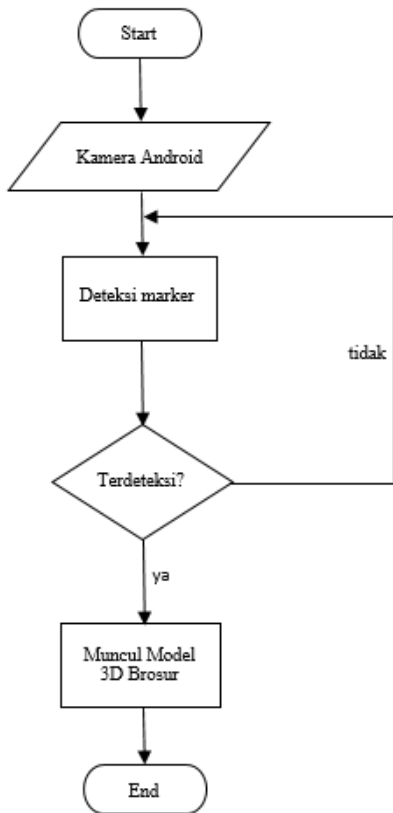 Start
Kamera Android
Deteksi marker
tidak
Terdeteksi?
ya
Muncul Model
3D Brosur
End